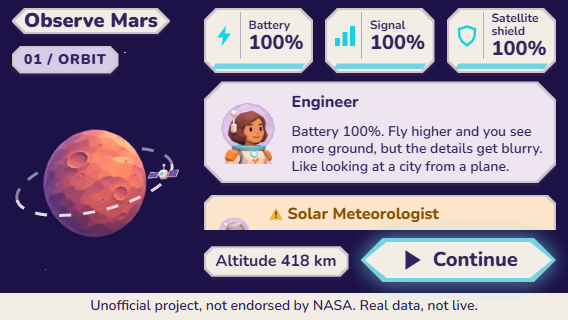 Observe Mars
01 / ORBIT
Battery
100%
Signal
100%
Satellite
shield
100%
Engineer
Battery 100%. Fly higher and you see
more ground, but the details get blurry.
Like looking at a city from a plane.
Solar Meteorologist
Altitude 418 km
Continue
Unofficial project, not endorsed by NASA. Real data, not live.